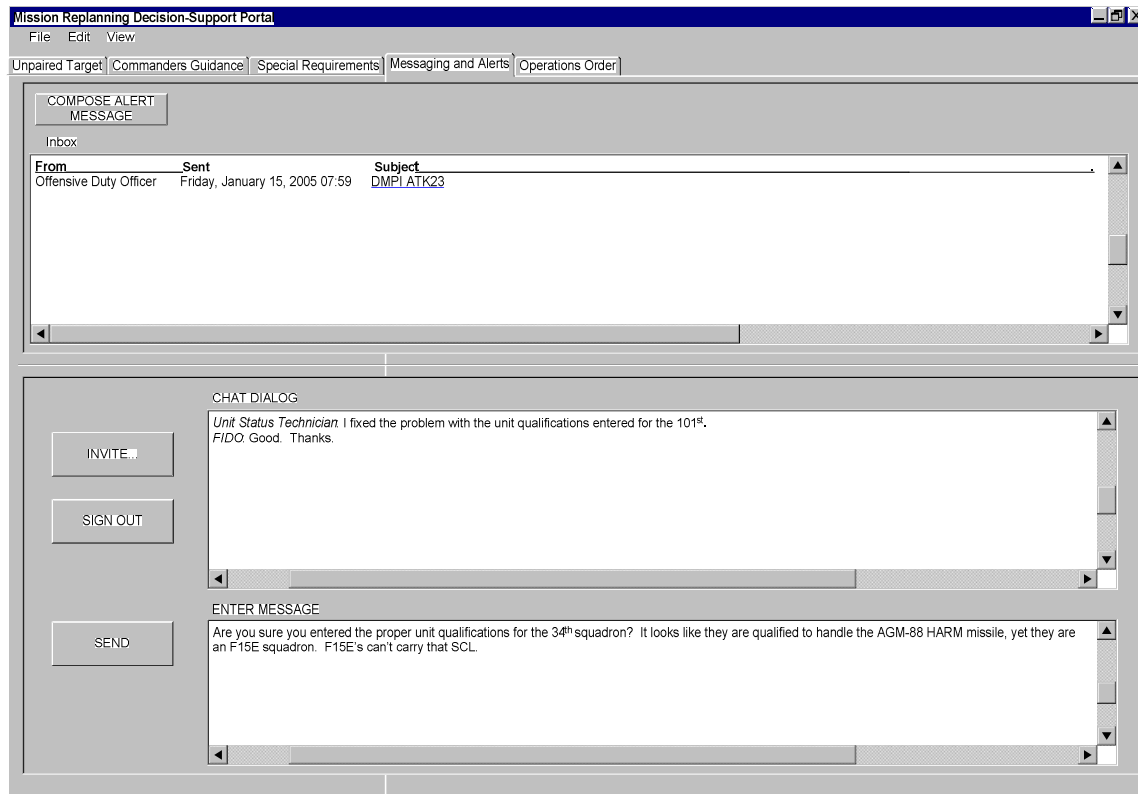 Mission Replanning Decision-Support Portal
File Edit View
Unpaired Target Commanders Guidance Special Requirements Messaging and Alerts Operations Order
COMPOSE ALERT
MESSAGE
Inbox
From Sent Subject .
Offensive Duty Officer Friday, January 15, 2005 07:59 DMPI ATK23
CHAT DIALOG
Unit Status Technician: I fixed the problem with the unit qualifications entered for the 101st.
FIDO: Good. Thanks.
INVITE...
SIGN OUT
ENTER MESSAGE
Are you sure you entered the proper unit qualifications for the 34th squadron? It looks like they are qualified to handle the AGM-88 HARM missile, yet they are
an F15E squadron. F15E's can't carry that SCL.
SEND